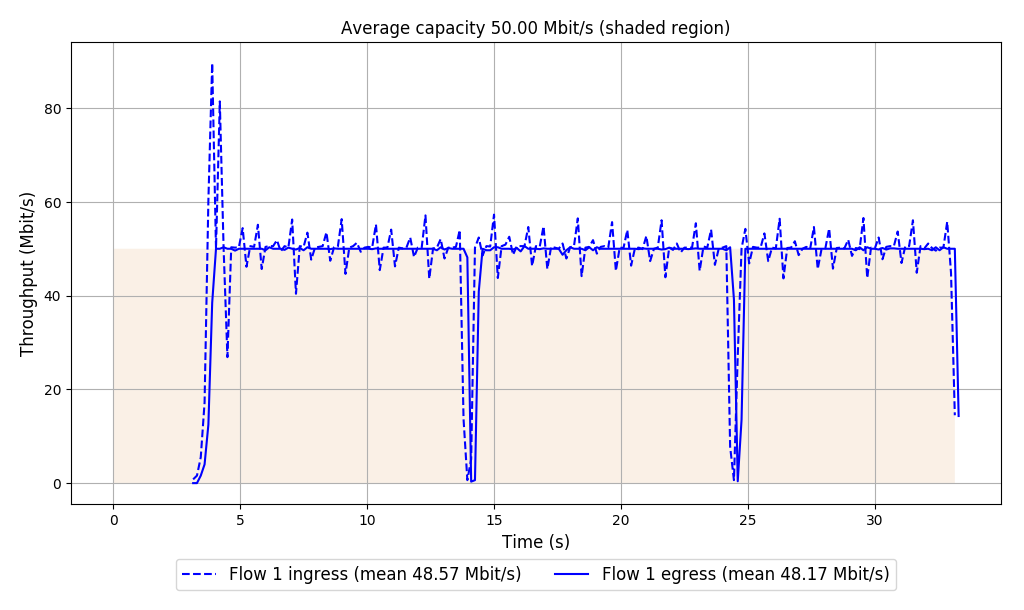 Average capacity 50.00 Mbit/s (shaded region)
Throughput (Mbit/s)
80
60
40
20
0
0 5 10 15 20 25 30
Time (s)
Flow 1 ingress (mean 48.57 Mbit/s) Flow 1 egress (mean 48.17 Mbit/s)